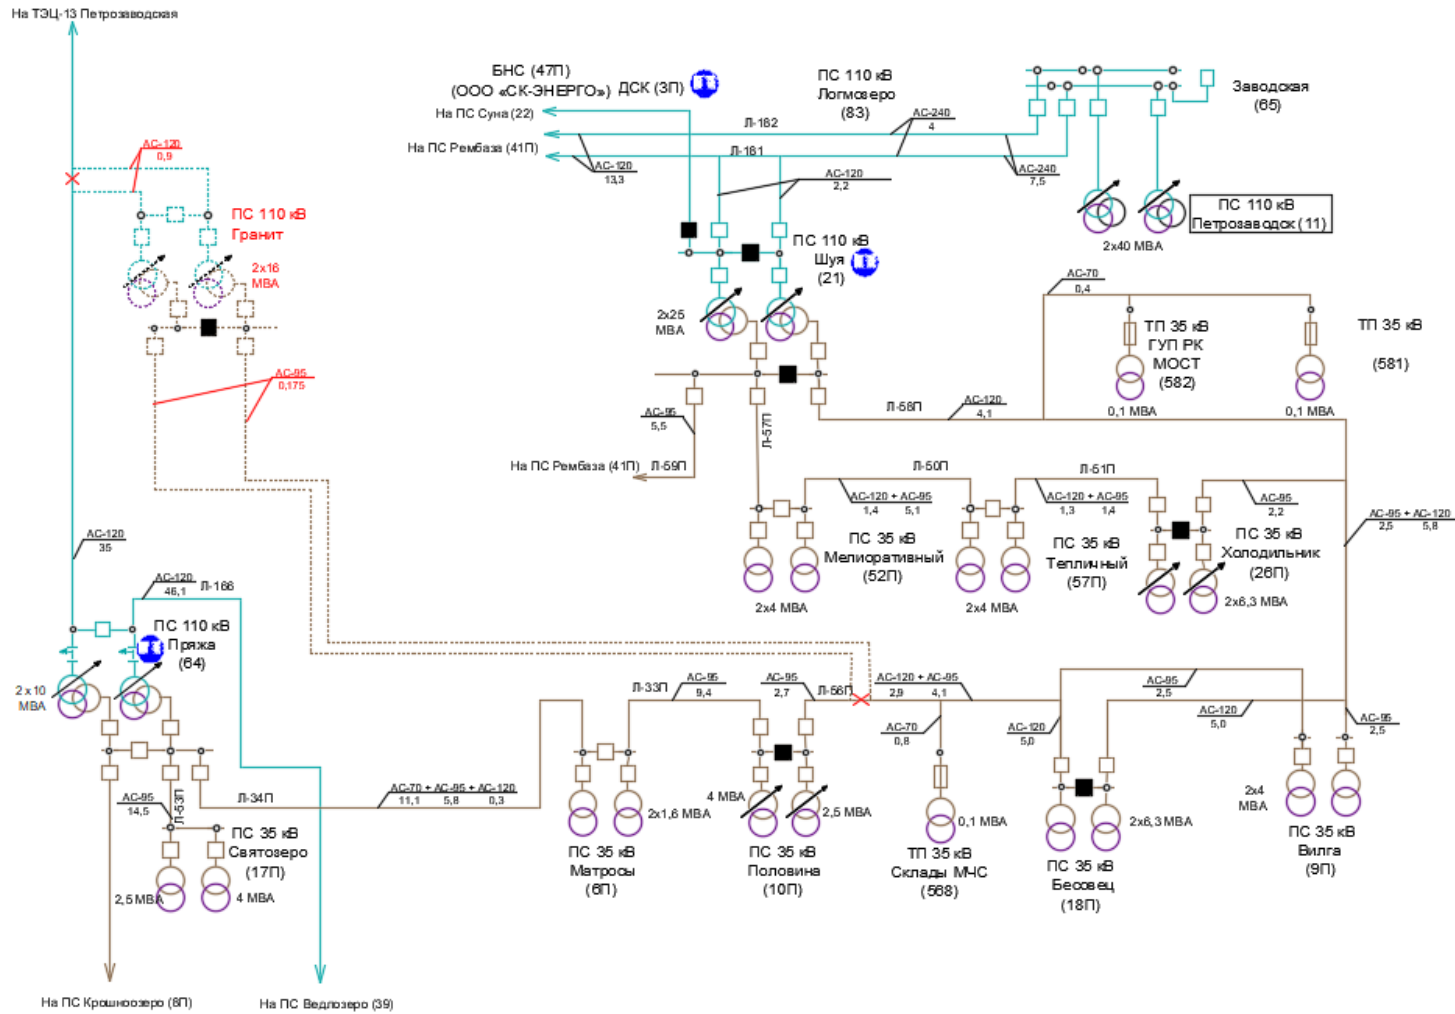 На ТЭЦ-13 Петрозаводская
БНС (47П)
(ООО «СК-ЭНЕРГО»)
ДСК (3П)
ПС 110 кВ
Логмозеро
(83)
Заводская
(65)
На ПС Суна (22)
На ПС Рембаза (41П)
Л-182
Л-181
АС-240
4
АС-120
13,3
АС-240
7,5
АС-120
2,2
АС-120
0,9
ПС 110 кВ
Гранит
2х16
МВА
АС-95
0,175
ПС 110 кВ
Петрозаводск (11)
2х40 МВА
ПС 110 кВ
Шуя
(21)
2х25
МВА
АС-70
0,4
ТП 35 кВ
ГУП РК
МОСТ
(582)
0,1 МВА
ТП 35 кВ
(581)
0,1 МВА
АС-95
5,5
Л-57П
Л-58П
АС-120
4,1
На ПС Рембаза (41П)
Л-59П
Л-50П
АС-120 + АС-95
1,4 5,1
Л-51П
АС-120 + АС-95
1,3 1,4
АС-95
2,2
АС-95 + АС-120
2,5 5,8
ПС 35 кВ
Мелиоративный
(52П)
2х4 МВА
ПС 35 кВ
Тепличный
(57П)
2х4 МВА
ПС 35 кВ
Холодильник
(26П)
2х6,3 МВА
АС-120
35
АС-120
46,1
Л-166
ПС 110 кВ
Пряжа
(64)
2 х 10
МВА
Л-33П
АС-95
9,4
АС-95
2,7
Л-56П
АС-120 + АС-95
2,9 4,1
АС-70
0,8
АС-120
5,0
АС-95
2,5
АС-120
5,0
АС-95
2,5
Л-34П
АС-70 + АС-95 + АС-120
11,1 5,8 0,3
АС-95
14,5
Л-53П
ПС 35 кВ
Святозеро
(17П)
2,5 МВА
4 МВА
2х1,6 МВА
ПС 35 кВ
Матросы
(6П)
4 МВА
2,5 МВА
ПС 35 кВ
Половина
(10П)
0,1 МВА
ТП 35 кВ
Склады МЧС
(568)
2х6,3 МВА
ПС 35 кВ
Бесовец
(18П)
2х4
МВА
ПС 35 кВ
Вилга
(9П)
На ПС Крошноозеро (8П)
На ПС Ведлозеро (39)